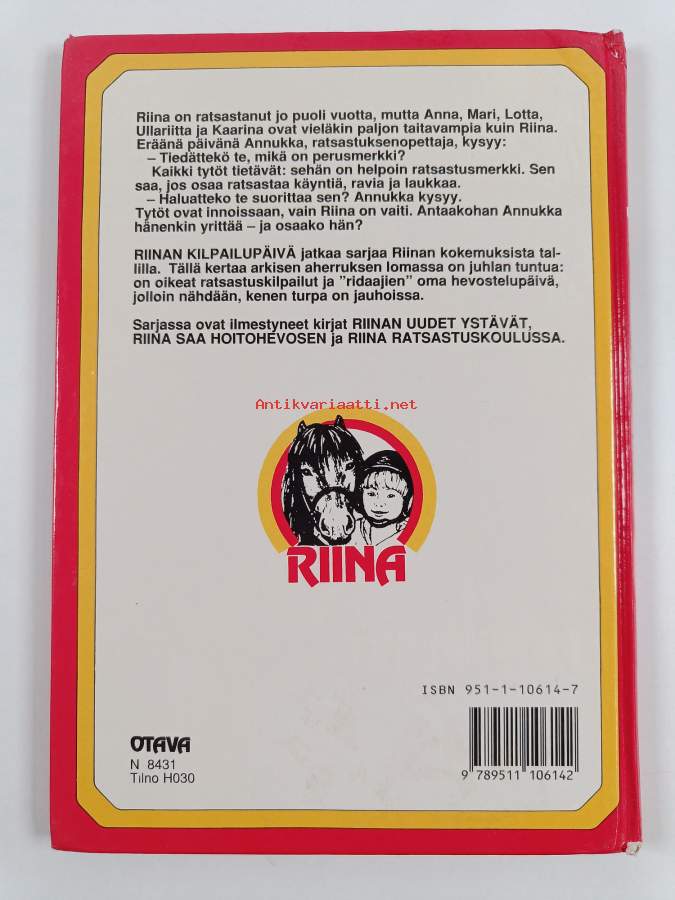 Riina on ratsastanut jo puoli vuotta, mutta Anna, Mari, Lotta,
Ullariitta ja Kaarina ovat vieläkin paljon taitavampia kuin Riina.
Eräänä päivänä Annukka, ratsastuksenopettaja, kysyy:
– Tiedättekö te, mikä on perusmerkki?
Kaikki tytöt tietävät: sehän on helpoin ratsastusmerkki. Sen
saa, jos osaa ratsastaa käyntiä, ravia ja laukkaa.
– Haluatteko te suorittaa sen? Annukka kysyy.
Tytöt ovat innoissaan, vain Riina on vaiti. Antaakohan Annukka
hänenkin yrittää – ja osaako hän?
RIINAN KILPAILUPÄIVÄ jatkaa sarjaa Riinan kokemuksista tal-
lilla. Tällä kertaa arkisen aherruksen lomassa on juhlan tuntua:
on oikeat ratsastuskilpailut ja ”ridaajien” oma hevostelupäivä,
jolloin nähdään, kenen turpa on jauhoissa.
Sarjassa ovat ilmestyneet kirjat RIINAN UUDET YSTÄVÄT,
RIINA SAA HOITOHEVOSEN ja RIINA RATSASTUSKOULUSSA.
Antikvariaatti.net
RIINA
ISBN 951-1-10614-7
OTAVA
N 8431
Tilno H030
9 789511 106142